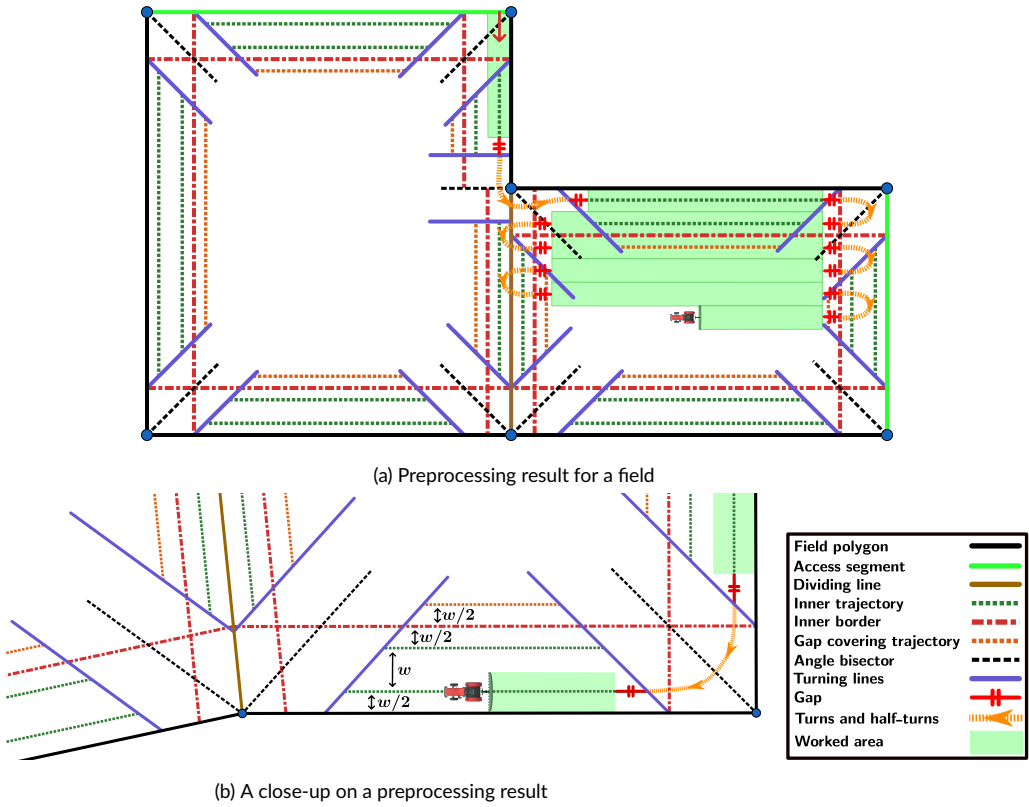 (a) Preprocessing result for a field
w/2
w/2
w
w/2
(b) A close-up on a preprocessing result
Field polygon
Access segment
Dividing line
Inner trajectory
Inner border
Gap covering trajectory
Angle bisector
Turning lines
Gap
Turns and half-turns
Worked area